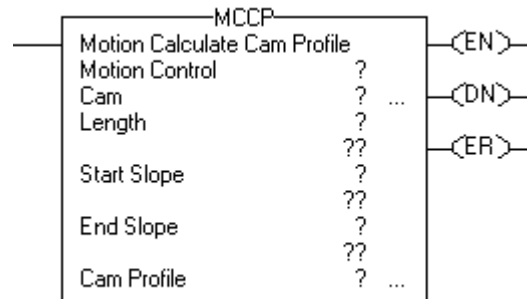 MCCP
Motion Calculate Cam Profile
Motion Control ?
Cam ? ...
Length ?
??
Start Slope ?
??
End Slope ?
??
Cam Profile ? ...
EN
DN
ER